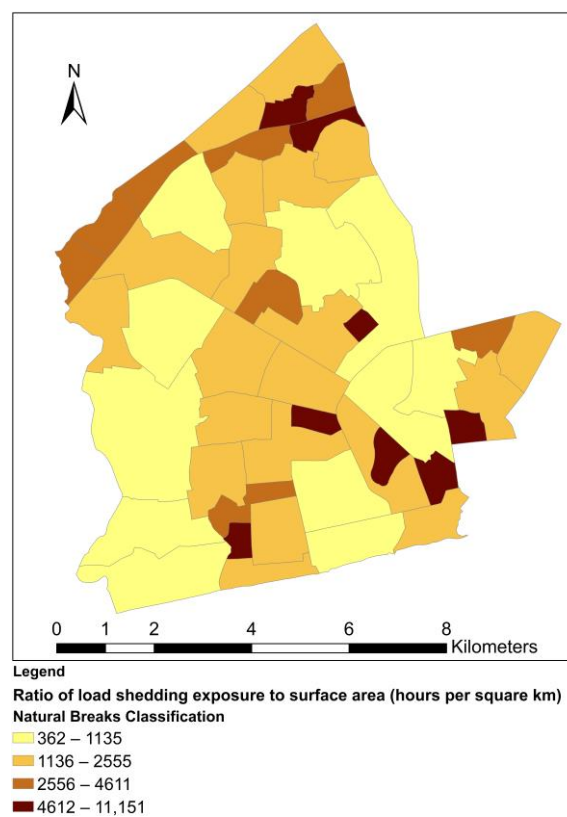 N
0 1 2 4 6 8
Kilometers
Legend
Ratio of load shedding exposure to surface area (hours per square km)
Natural Breaks Classification
362 – 1135
1136 – 2555
2556 – 4611
4612 – 11,151